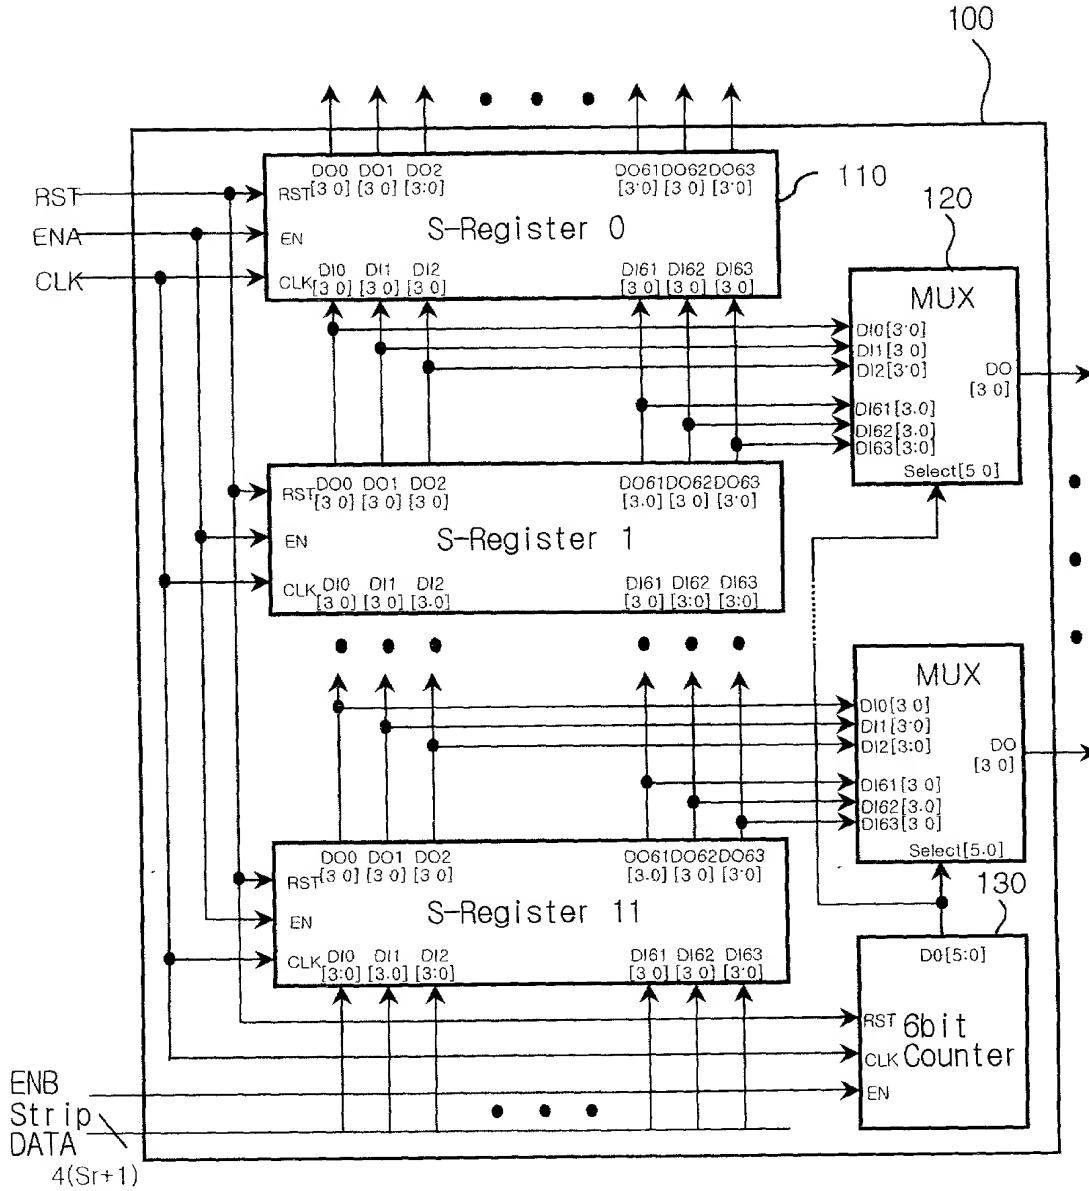 100
DO0 DO1 DO2 DO61 DO62 DO63
[3 0] [3 0] [3:0] [3:0] [3 0] [3:0]
110
RST
RST
S-Register 0
120
ENA
EN
CLK
CLK
DI0 DI1 DI2 DI61 DI62 DI63
[3 0] [3 0] [3:0] [3 0] [3 0] [3 0]
MUX
DI0[3:0]
DI1[3 0]
DI2[3:0]
DO
[3 0]
DI61[3.0]
DI62[3.0]
DI63[3:0]
Select[5 0]
DO0 DO1 DO2 DO61 DO62 DO63
[3 0] [3 0] [3 0] [3.0] [3 0] [3:0]
RST
S-Register 1
EN
CLK
DI0 DI1 DI2 DI61 DI62 DI63
[3 0] [3 0] [3.0] [3 0] [3:0] [3:0]
MUX
DI0[3 0]
DI1[3:0]
DI2[3:0]
DO
[3 0]
DI61[3 0]
DI62[3.0]
DI63[3 0]
Select[5.0]
DO0 DO1 DO2 DO61 DO62 DO63
[3 0] [3 0] [3 0] [3.0] [3 0] [3:0]
RST
S-Register 11
130
EN
CLK
DI0 DI1 DI2 DI61 DI62 DI63
[3:0] [3.0] [3:0] [3 0] [3 0] [3:0]
D0[5:0]
RST
6bit
Counter
CLK
EN
ENB
Strip
DATA
4(Sr+1)